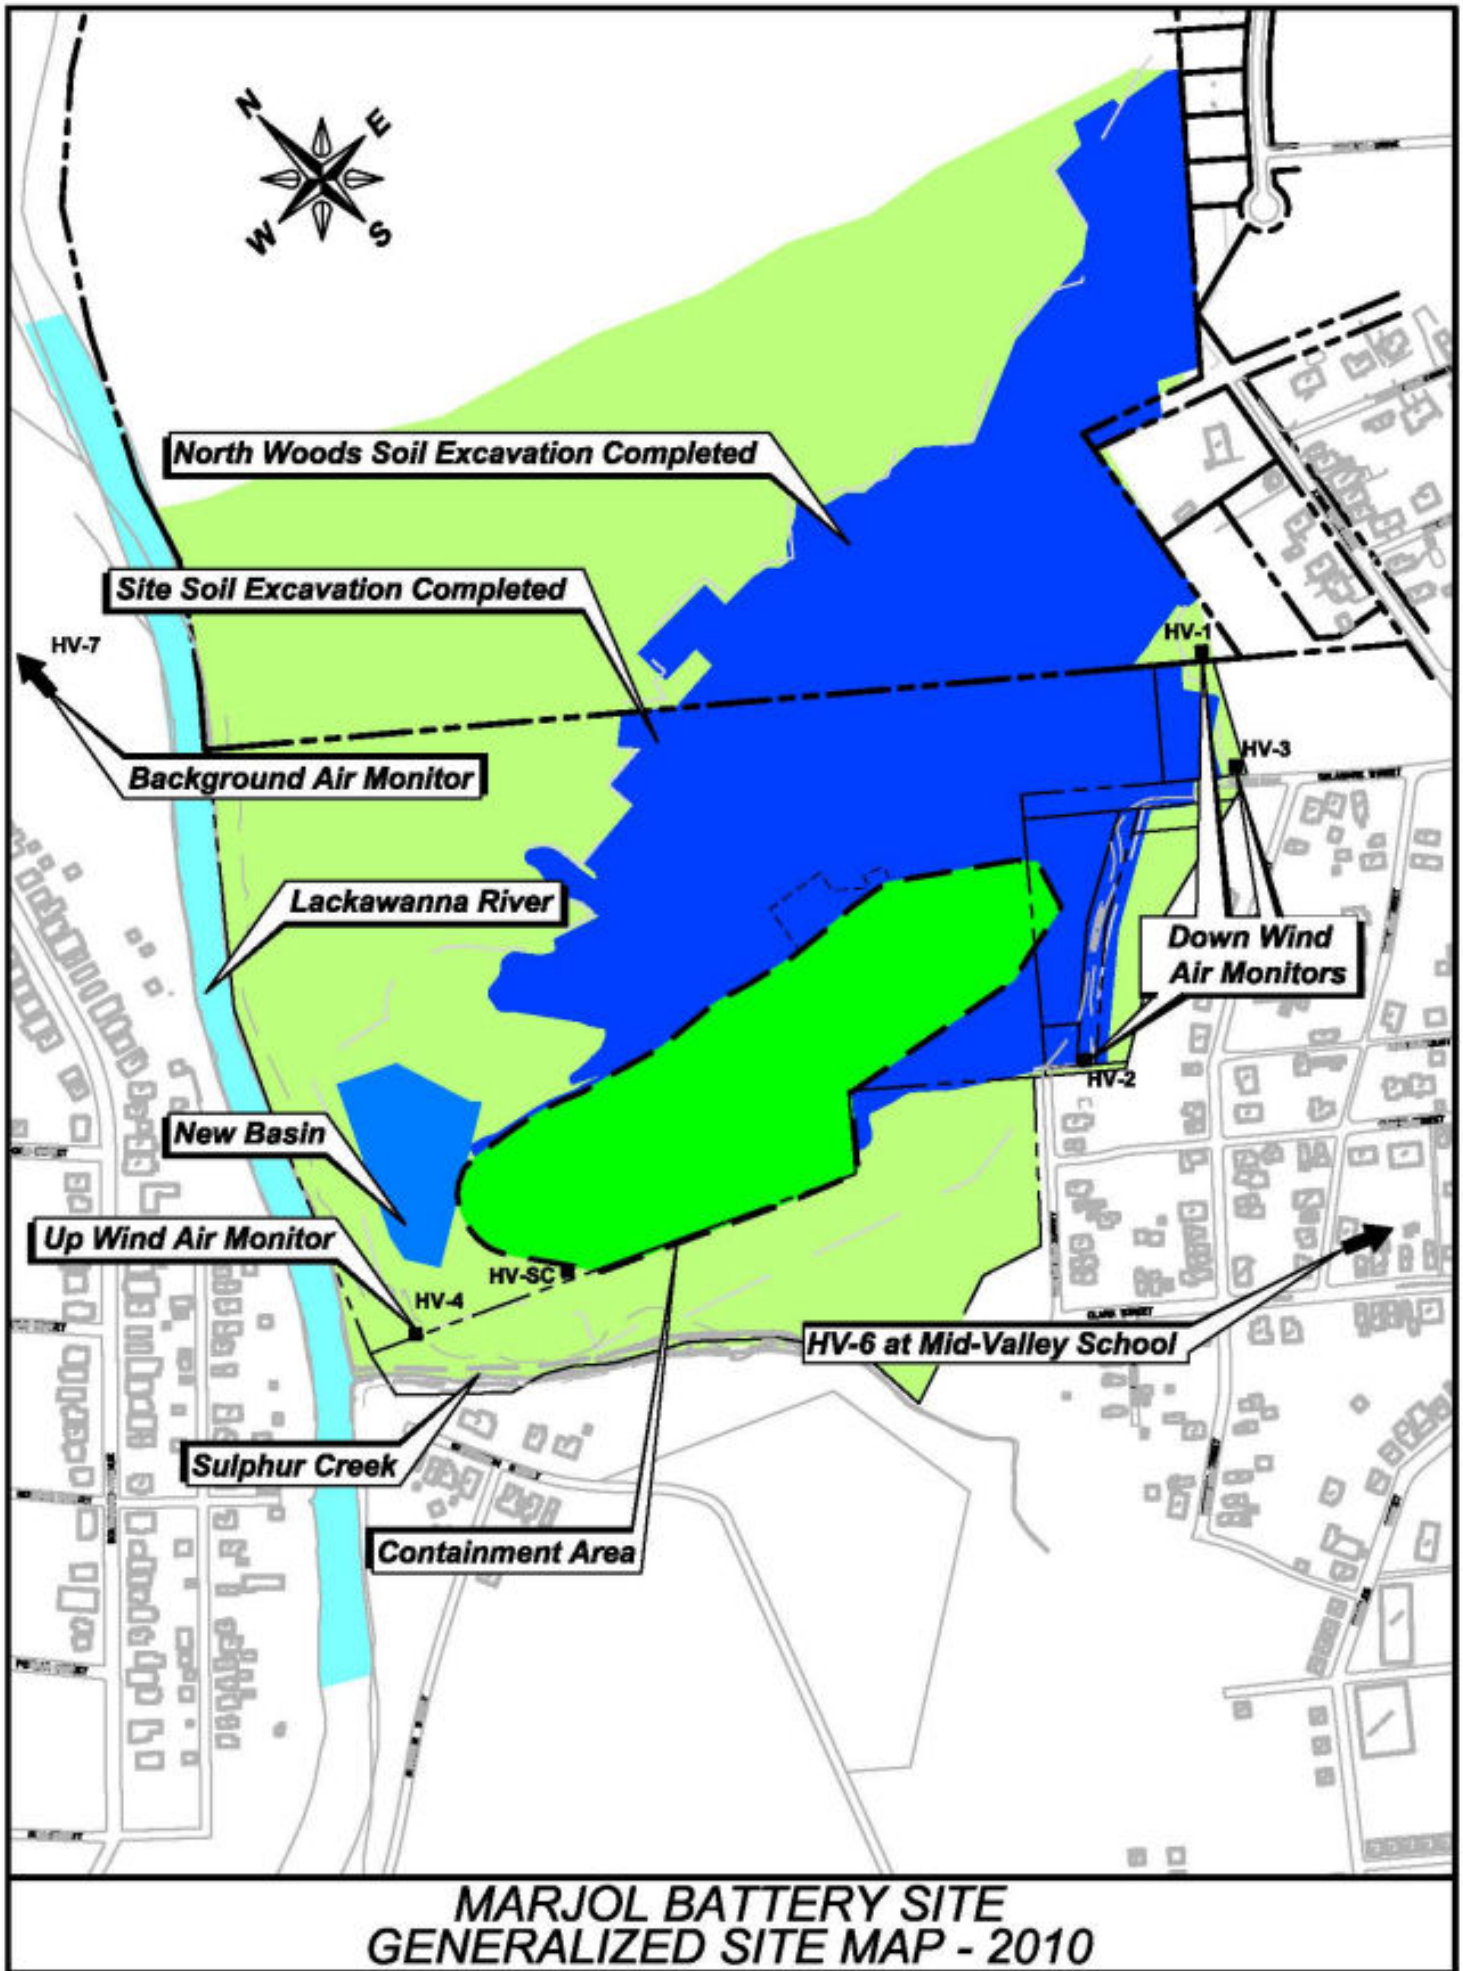 N
E
W
S
North Woods Soil Excavation Completed
Site Soil Excavation Completed
HV-1
HV-7
HV-3
Background Air Monitor
Lackawanna River
Down Wind
Air Monitors
HV-2
New Basin
Up Wind Air Monitor
HV-SC
HV-4
CLARK STREET
HV-6 at Mid-Valley School
Sulphur Creek
Containment Area
MARJOL BATTERY SITE
GENERALIZED SITE MAP - 2010